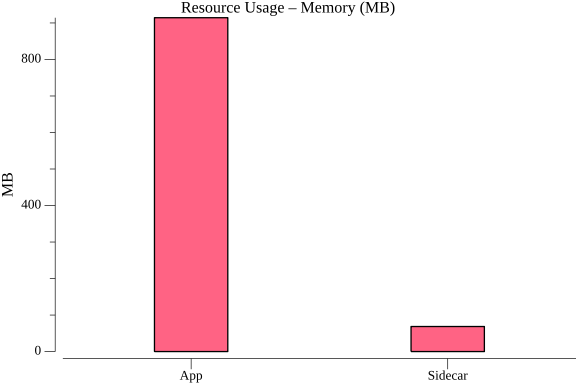 Resource Usage – Memory (MB)
MB
800
400
0
App
Sidecar